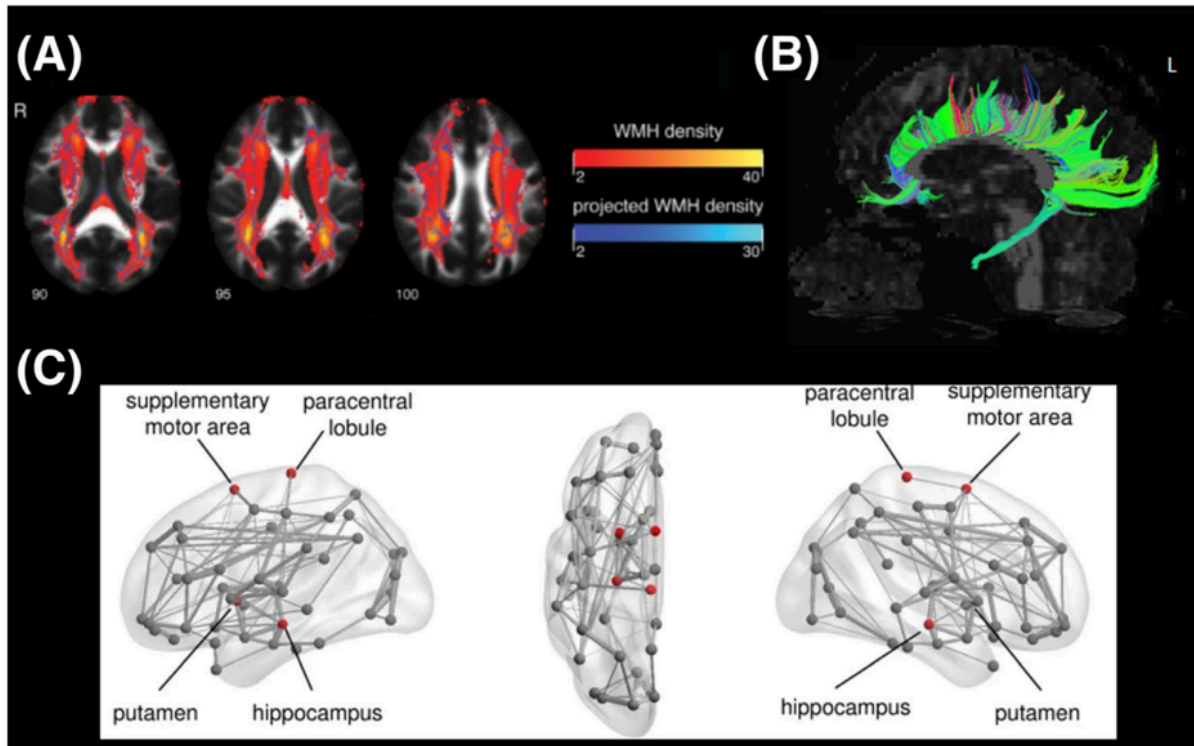 (A)
R
90
95
100
WMH density
2 40
projected WMH density
2 30
(B)
L
(C)
supplementary
motor area
paracentral
lobule
putamen
hippocampus
paracentral
lobule
supplementary
motor area
hippocampus
putamen